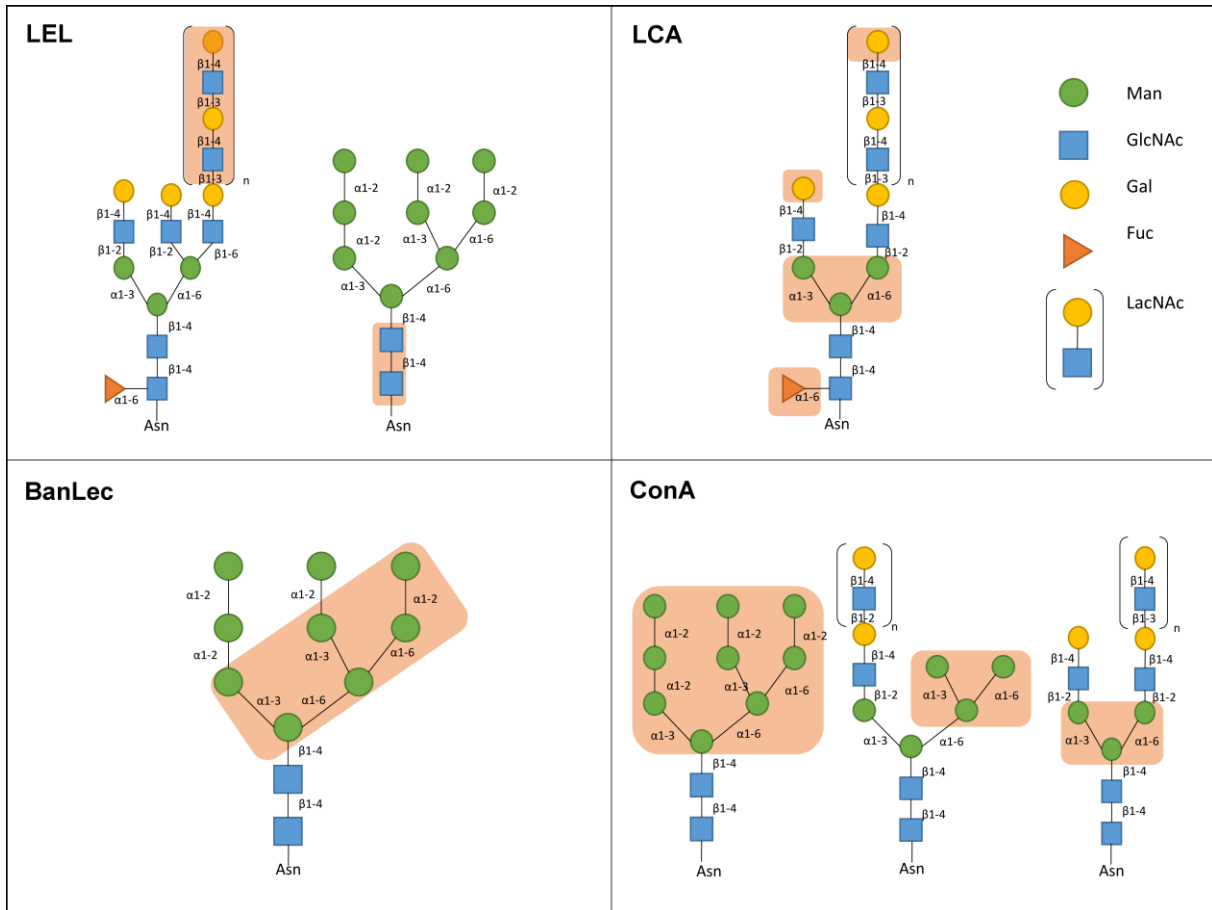 LEL
β1-4
β1-3
β1-4
β1-3 n
β1-4 β1-4 β1-4
β1-2 β1-2 β1-6
α1-3 α1-6
β1-4
β1-4
α1-6
Asn
α1-2 α1-2 α1-2
α1-2 α1-3 α1-6
α1-3 α1-6
β1-4
β1-4
Asn
LCA
β1-4
β1-3
β1-4
β1-3 n
β1-4 β1-4
β1-2 β1-2
α1-3 α1-6
β1-4
β1-4
α1-6
Asn
Man
GlcNAc
Gal
Fuc
LacNAc
BanLec
α1-2 α1-2 α1-2
α1-2 α1-3 α1-6
α1-3 α1-6
β1-4
β1-4
Asn
ConA
α1-2 α1-2 α1-2
α1-2 α1-3 α1-6
α1-3 α1-6
β1-4
β1-4
Asn
β1-4
β1-2 n
β1-4
β1-2 α1-3 α1-6
α1-3 α1-6
β1-4
β1-4
Asn
β1-4
β1-3 n
β1-4 β1-4
β1-2 β1-2
α1-3 α1-6
β1-4
β1-4
Asn